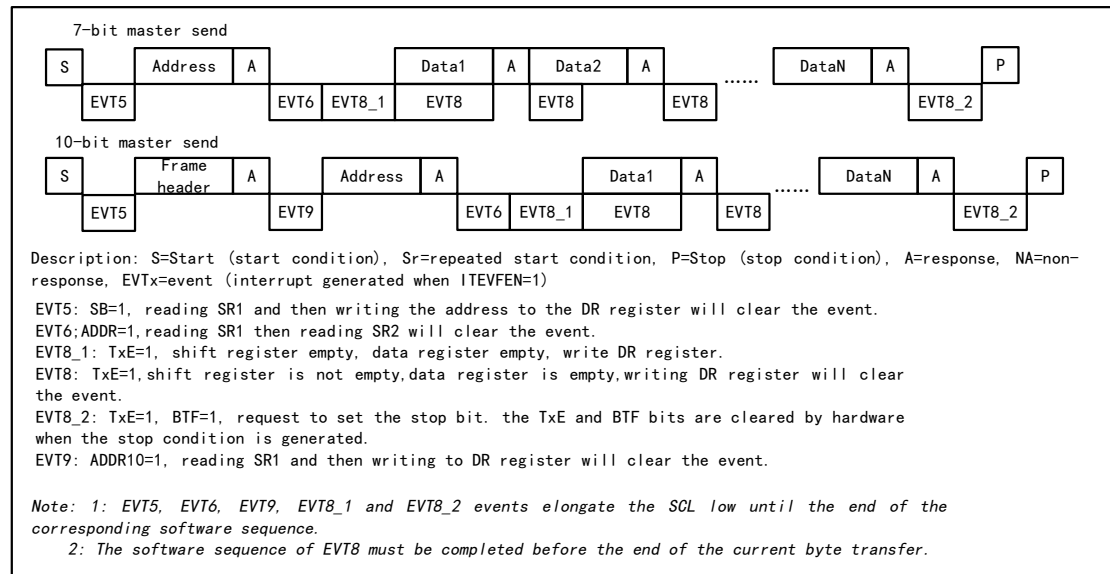 7-bit master send
S Address A Data1 A Data2 A ...... DataN A P
EVT5 EVT6 EVT8_1 EVT8 EVT8 EVT8 EVT8_2
10-bit master send
S Frame header A Address A Data1 A ...... DataN A P
EVT5 EVT9 EVT6 EVT8_1 EVT8 EVT8 EVT8_2
Description: S=Start (start condition), Sr=repeated start condition, P=Stop (stop condition), A=response, NA=non-
response, EVTx=event (interrupt generated when ITEVFEN=1)
EVT5: SB=1, reading SR1 and then writing the address to the DR register will clear the event.
EVT6;ADDR=1,reading SR1 then reading SR2 will clear the event.
EVT8_1: TxE=1, shift register empty, data register empty, write DR register.
EVT8: TxE=1,shift register is not empty,data register is empty,writing DR register will clear
the event.
EVT8_2: TxE=1, BTF=1, request to set the stop bit. the TxE and BTF bits are cleared by hardware
when the stop condition is generated.
EVT9: ADDR10=1, reading SR1 and then writing to DR register will clear the event.
Note: 1: EVT5, EVT6, EVT9, EVT8_1 and EVT8_2 events elongate the SCL low until the end of the
corresponding software sequence.
2: The software sequence of EVT8 must be completed before the end of the current byte transfer.